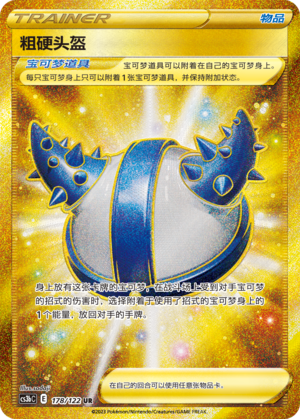 TRAINER 物品
粗硬头盔
宝可梦道具 宝可梦道具可以附着在自己的宝可梦身上。
每只宝可梦身上只可以附着1张宝可梦道具，并保持附加状态。
身上放有这张卡牌的宝可梦，在战斗场上受到对手宝可梦
的招式的伤害时，选择附着于使用了招式的宝可梦身上的
1个能量，放回对手的手牌。
Illus. sadaji
在自己的回合可以使用任意张物品卡。
cs3bC E 178/122 UR
©2023 Pokémon/Nintendo/Creatures/GAME FREAK.